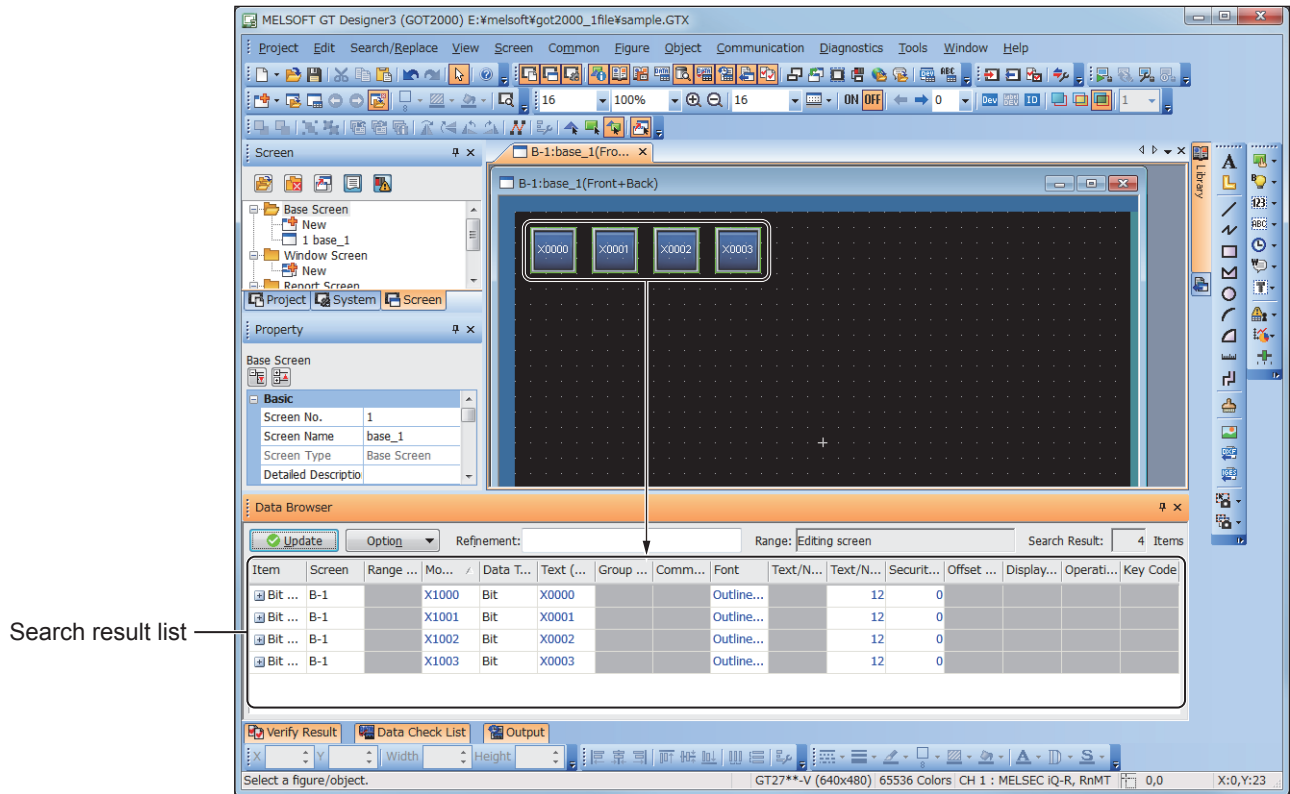 MELSOFT GT Designer3 (GOT2000) E:¥melsoft¥got2000_1file¥sample.GTX
Project Edit Search/Replace View Screen Common Figure Object Communication Diagnostics Tools Window Help
16 100% 16 ON OFF 0 Dev ID 1
Screen
B-1:base_1(Fro...
B-1:base_1(Front+Back)
Library
Base Screen
New
1 base_1
Window Screen
New
Report Screen
Project System Screen
X0000 X0001 X0002 X0003
Property
Base Screen
Basic
Screen No. 1
Screen Name base_1
Screen Type Base Screen
Detailed Descriptio
Data Browser
Update Option Refinement: Range: Editing screen Search Result: 4 Items
Item Screen Range ... Mo... Data T... Text (... Group ... Comm... Font Text/N... Text/N... Securit... Offset ... Display... Operati... Key Code
Bit ... B-1 X1000 Bit X0000 Outline... 12 0
Bit ... B-1 X1001 Bit X0001 Outline... 12 0
Bit ... B-1 X1002 Bit X0002 Outline... 12 0
Bit ... B-1 X1003 Bit X0003 Outline... 12 0
Search result list
Verify Result Data Check List Output
X Y Width Height
Select a figure/object. GT27**-V (640x480) 65536 Colors CH 1 : MELSEC iQ-R, RnMT 0,0 X:0,Y:23